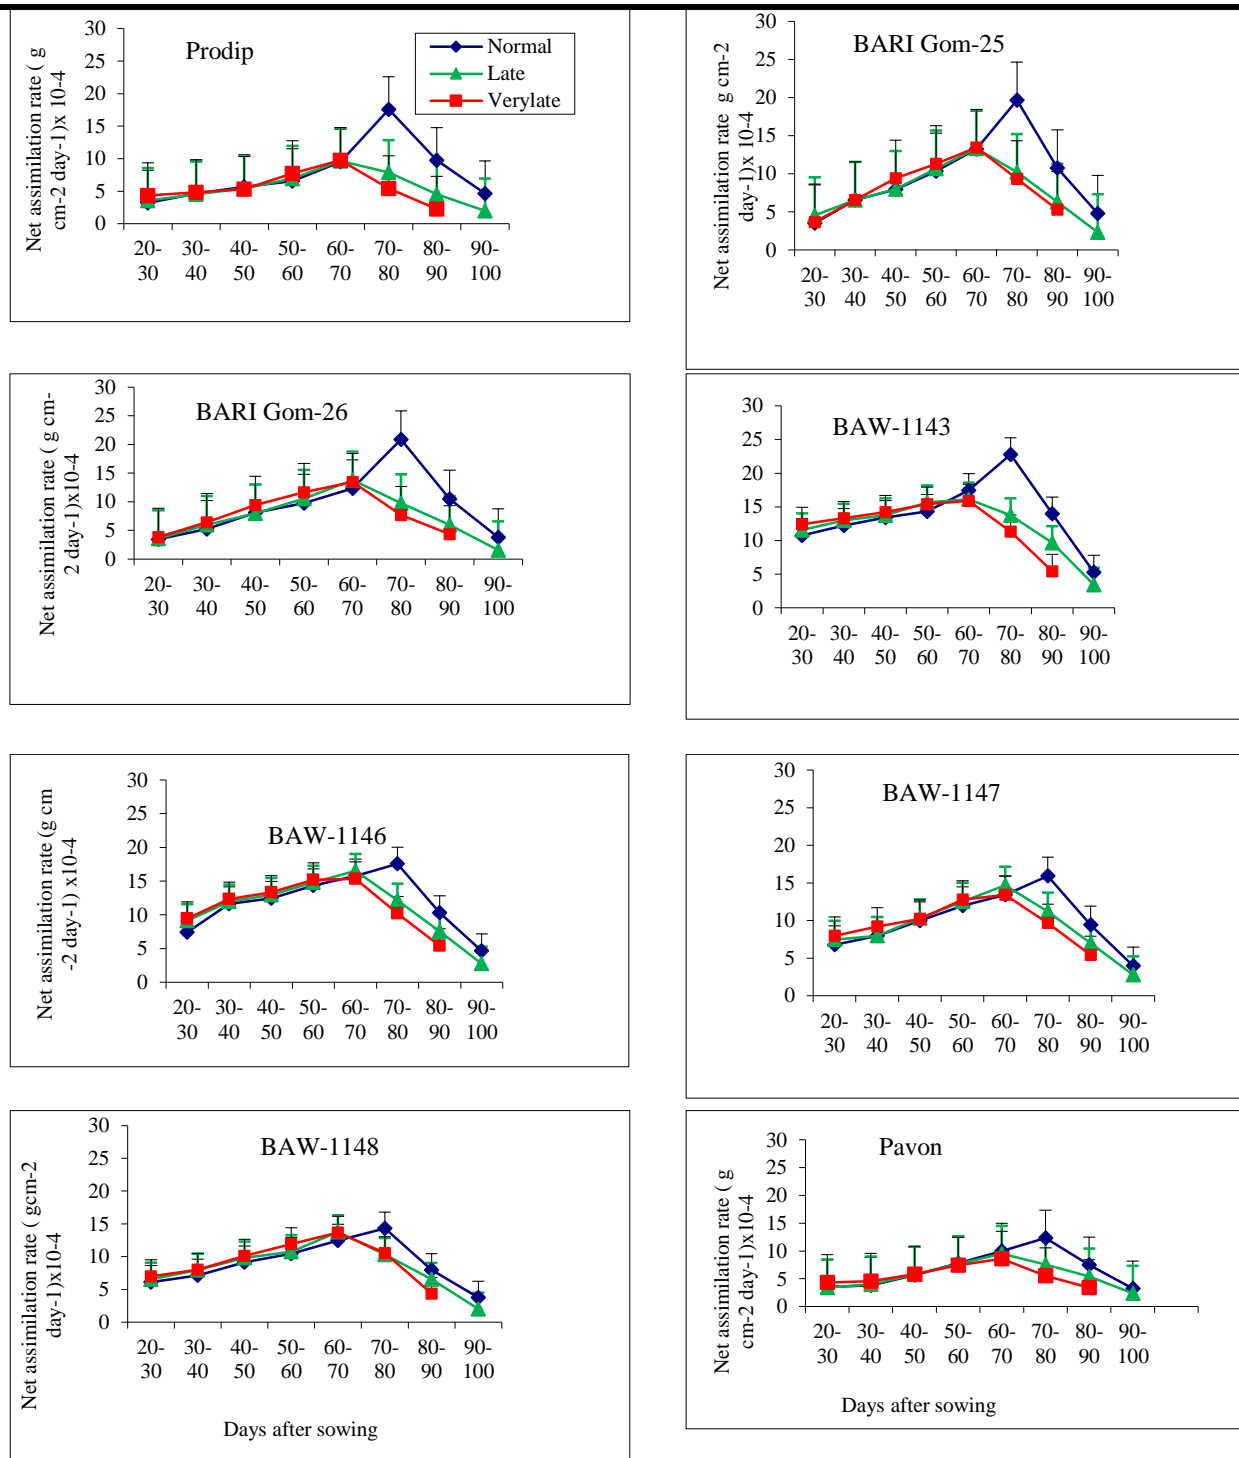 Prodip
Net assimilation rate ( g
cm-2 day-1)x 10-4
30
25
20
15
10
5
0
Normal
Late
Verylate
20- 30- 40- 50- 60- 70- 80- 90-
30 40 50 60 70 80 90 100
BARI Gom-25
Net assimilation rate g cm-2
day-1)x 10-4
30
25
20
15
10
5
0
20- 30- 40- 50- 60- 70- 80- 90-
30 40 50 60 70 80 90 100
BARI Gom-26
Net assimilation rate ( g cm-
2 day-1)x10-4
30
25
20
15
10
5
0
20- 30- 40- 50- 60- 70- 80- 90-
30 40 50 60 70 80 90 100
BAW-1143
30
25
20
15
10
5
0
20- 30- 40- 50- 60- 70- 80- 90-
30 40 50 60 70 80 90 100
BAW-1146
Net assimilation rate (g cm
-2 day-1) x10-4
30
25
20
15
10
5
0
20- 30- 40- 50- 60- 70- 80- 90-
30 40 50 60 70 80 90 100
BAW-1147
30
25
20
15
10
5
0
20- 30- 40- 50- 60- 70- 80- 90-
30 40 50 60 70 80 90 100
BAW-1148
Net assimilation rate ( gcm-2
day-1)x10-4
30
25
20
15
10
5
0
20- 30- 40- 50- 60- 70- 80- 90-
30 40 50 60 70 80 90 100
Days after sowing
Pavon
Net assimilation rate ( g
cm-2 day-1)x10-4
30
25
20
15
10
5
0
20- 30- 40- 50- 60- 70- 80- 90-
30 40 50 60 70 80 90 100
Days after sowing